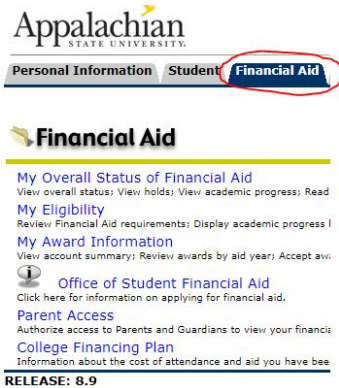 Appalachian
STATE UNIVERSITY.
Personal Information Student Financial Aid
Financial Aid
My Overall Status of Financial Aid
View overall status; View holds; View academic progress; Read
My Eligibility
Review Financial Aid requirements; Display academic progress
My Award Information
View account summary; Review awards by aid year; Accept
Office of Student Financial Aid
Click here for information on applying for financial aid.
Parent Access
Authorize access to Parents and Guardians to view your
College Financing Plan
Information about the cost of attendance and aid you have
RELEASE: 8.9